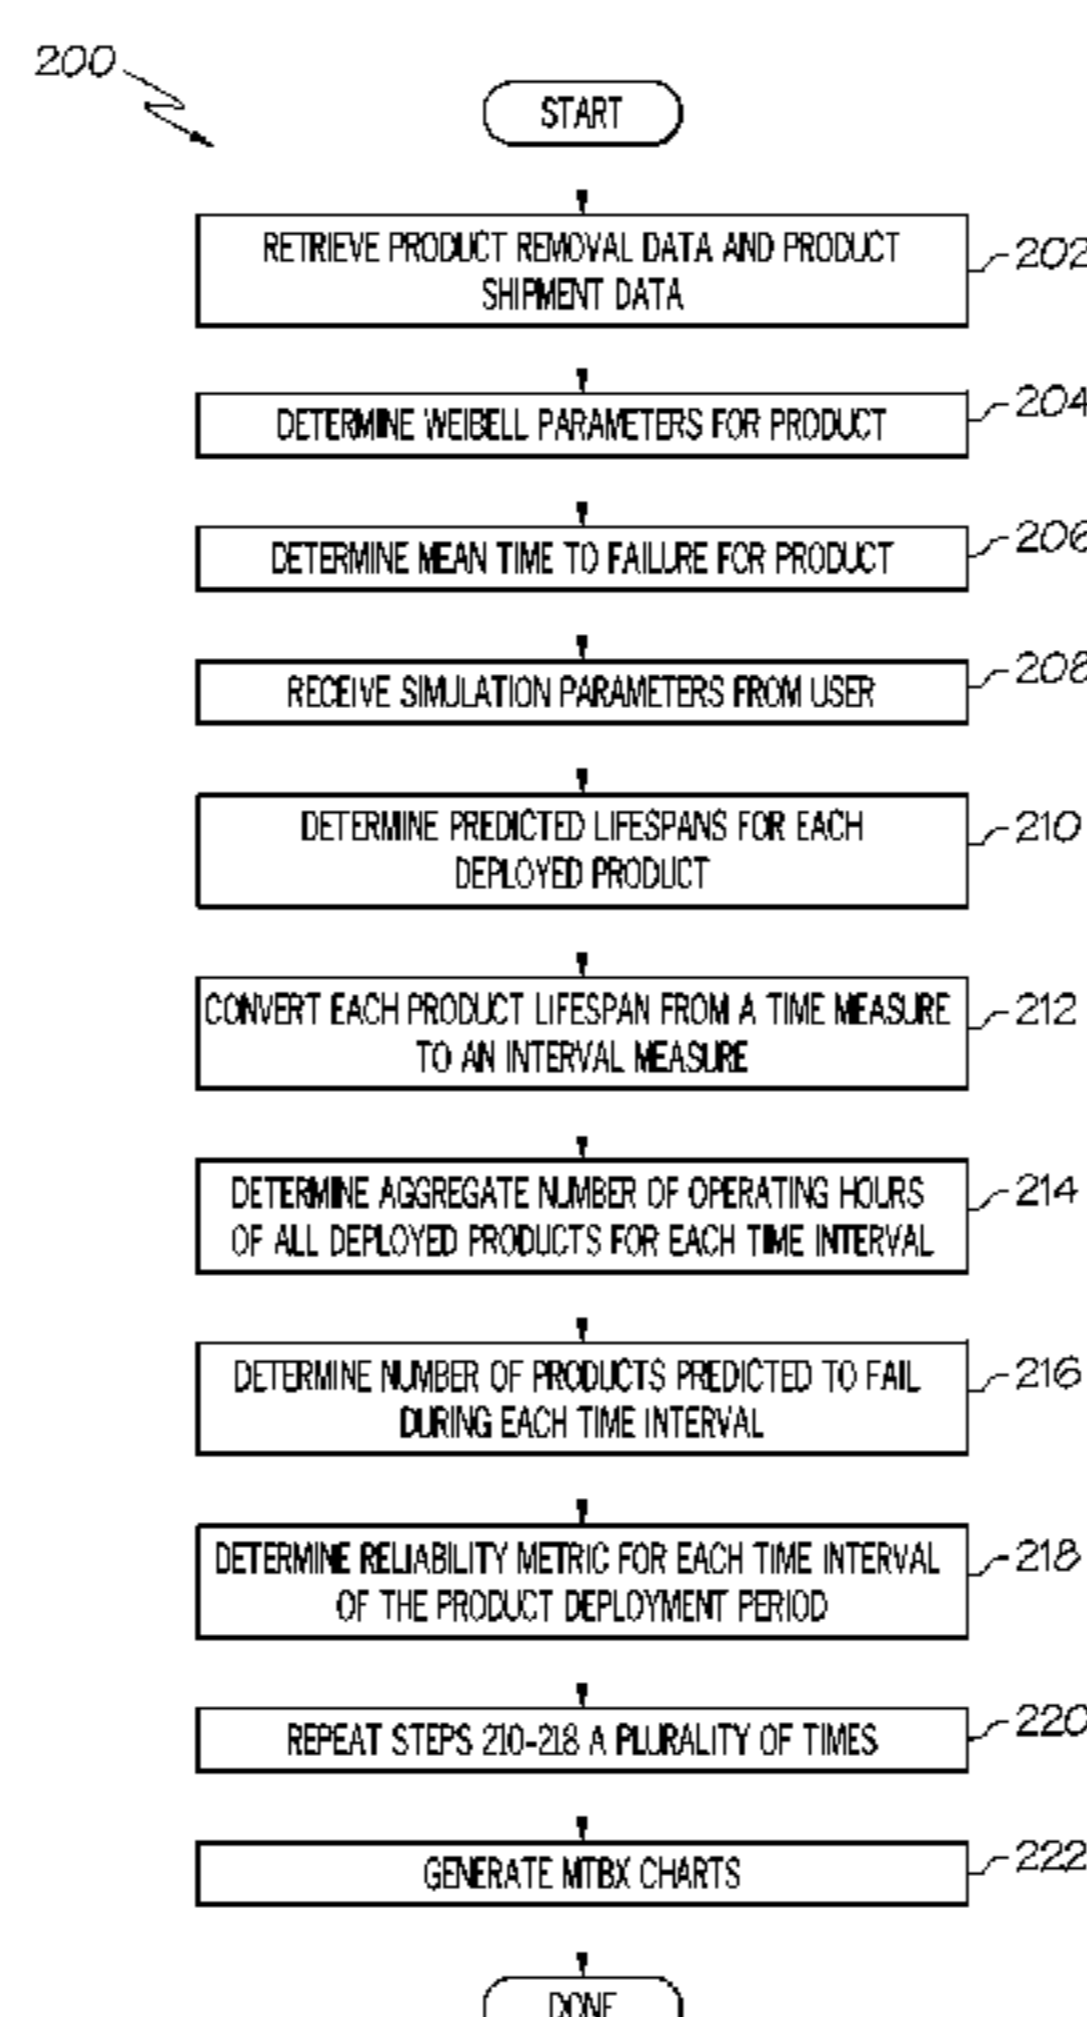 200
START
RETRIEVE PRODUCT REMOVAL DATA AND PRODUCT
SHIPMENT DATA
202
DETERMINE WEIBELL PARAMETERS FOR PRODUCT
204
DETERMINE MEAN TIME TO FAILURE FOR PRODUCT
206
RECEIVE SIMULATION PARAMETERS FROM USER
208
DETERMINE PREDICTED LIFESPANS FOR EACH
DEPLOYED PRODUCT
210
CONVERT EACH PRODUCT LIFESPAN FROM A TIME MEASURE
TO AN INTERVAL MEASURE
212
DETERMINE AGGREGATE NUMBER OF OPERATING HOURS
OF ALL DEPLOYED PRODUCTS FOR EACH TIME INTERVAL
214
DETERMINE NUMBER OF PRODUCTS PREDICTED TO FAIL
DURING EACH TIME INTERVAL
216
DETERMINE RELIABILITY METRIC FOR EACH TIME INTERVAL
OF THE PRODUCT DEPLOYMENT PERIOD
218
REPEAT STEPS 210-218 A PLURALITY OF TIMES
220
GENERATE MTBX CHARTS
222
DONE